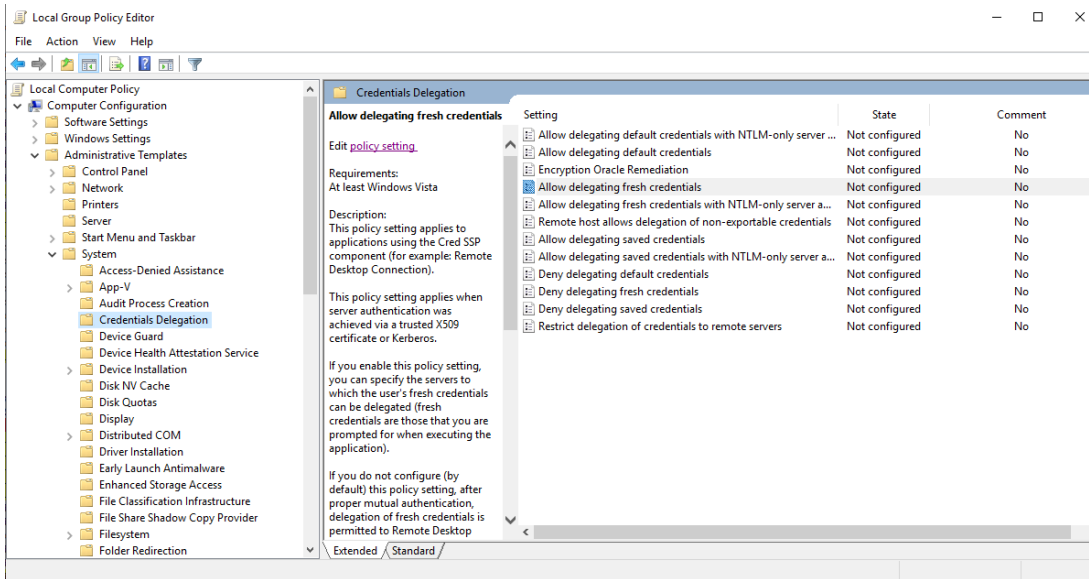 Local Group Policy Editor
File Action View Help
Local Computer Policy
Computer Configuration
Software Settings
Windows Settings
Administrative Templates
Control Panel
Network
Printers
Server
Start Menu and Taskbar
System
Access-Denied Assistance
App-V
Audit Process Creation
Credentials Delegation
Device Guard
Device Health Attestation Service
Device Installation
Disk NV Cache
Disk Quotas
Display
Distributed COM
Driver Installation
Early Launch Antimalware
Enhanced Storage Access
File Classification Infrastructure
File Share Shadow Copy Provider
Filesystem
Folder Redirection
Credentials Delegation
Allow delegating fresh credentials
Edit policy setting
Requirements:
At least Windows Vista
Description:
This policy setting applies to
applications using the Cred SSP
component (for example: Remote
Desktop Connection).
This policy setting applies when
server authentication was
achieved via a trusted X509
certificate or Kerberos.
If you enable this policy setting,
you can specify the servers to
which the user's fresh credentials
can be delegated (fresh
credentials are those that you are
prompted for when executing the
application).
If you do not configure (by
default) this policy setting, after
proper mutual authentication,
delegation of fresh credentials is
permitted to Remote Desktop
Setting State Comment
Allow delegating default credentials with NTLM-only server ... Not configured No
Allow delegating default credentials Not configured No
Encryption Oracle Remediation Not configured No
Allow delegating fresh credentials Not configured No
Allow delegating fresh credentials with NTLM-only server a... Not configured No
Remote host allows delegation of non-exportable credentials Not configured No
Allow delegating saved credentials Not configured No
Allow delegating saved credentials with NTLM-only server a... Not configured No
Deny delegating default credentials Not configured No
Deny delegating fresh credentials Not configured No
Deny delegating saved credentials Not configured No
Restrict delegation of credentials to remote servers Not configured No
Extended Standard